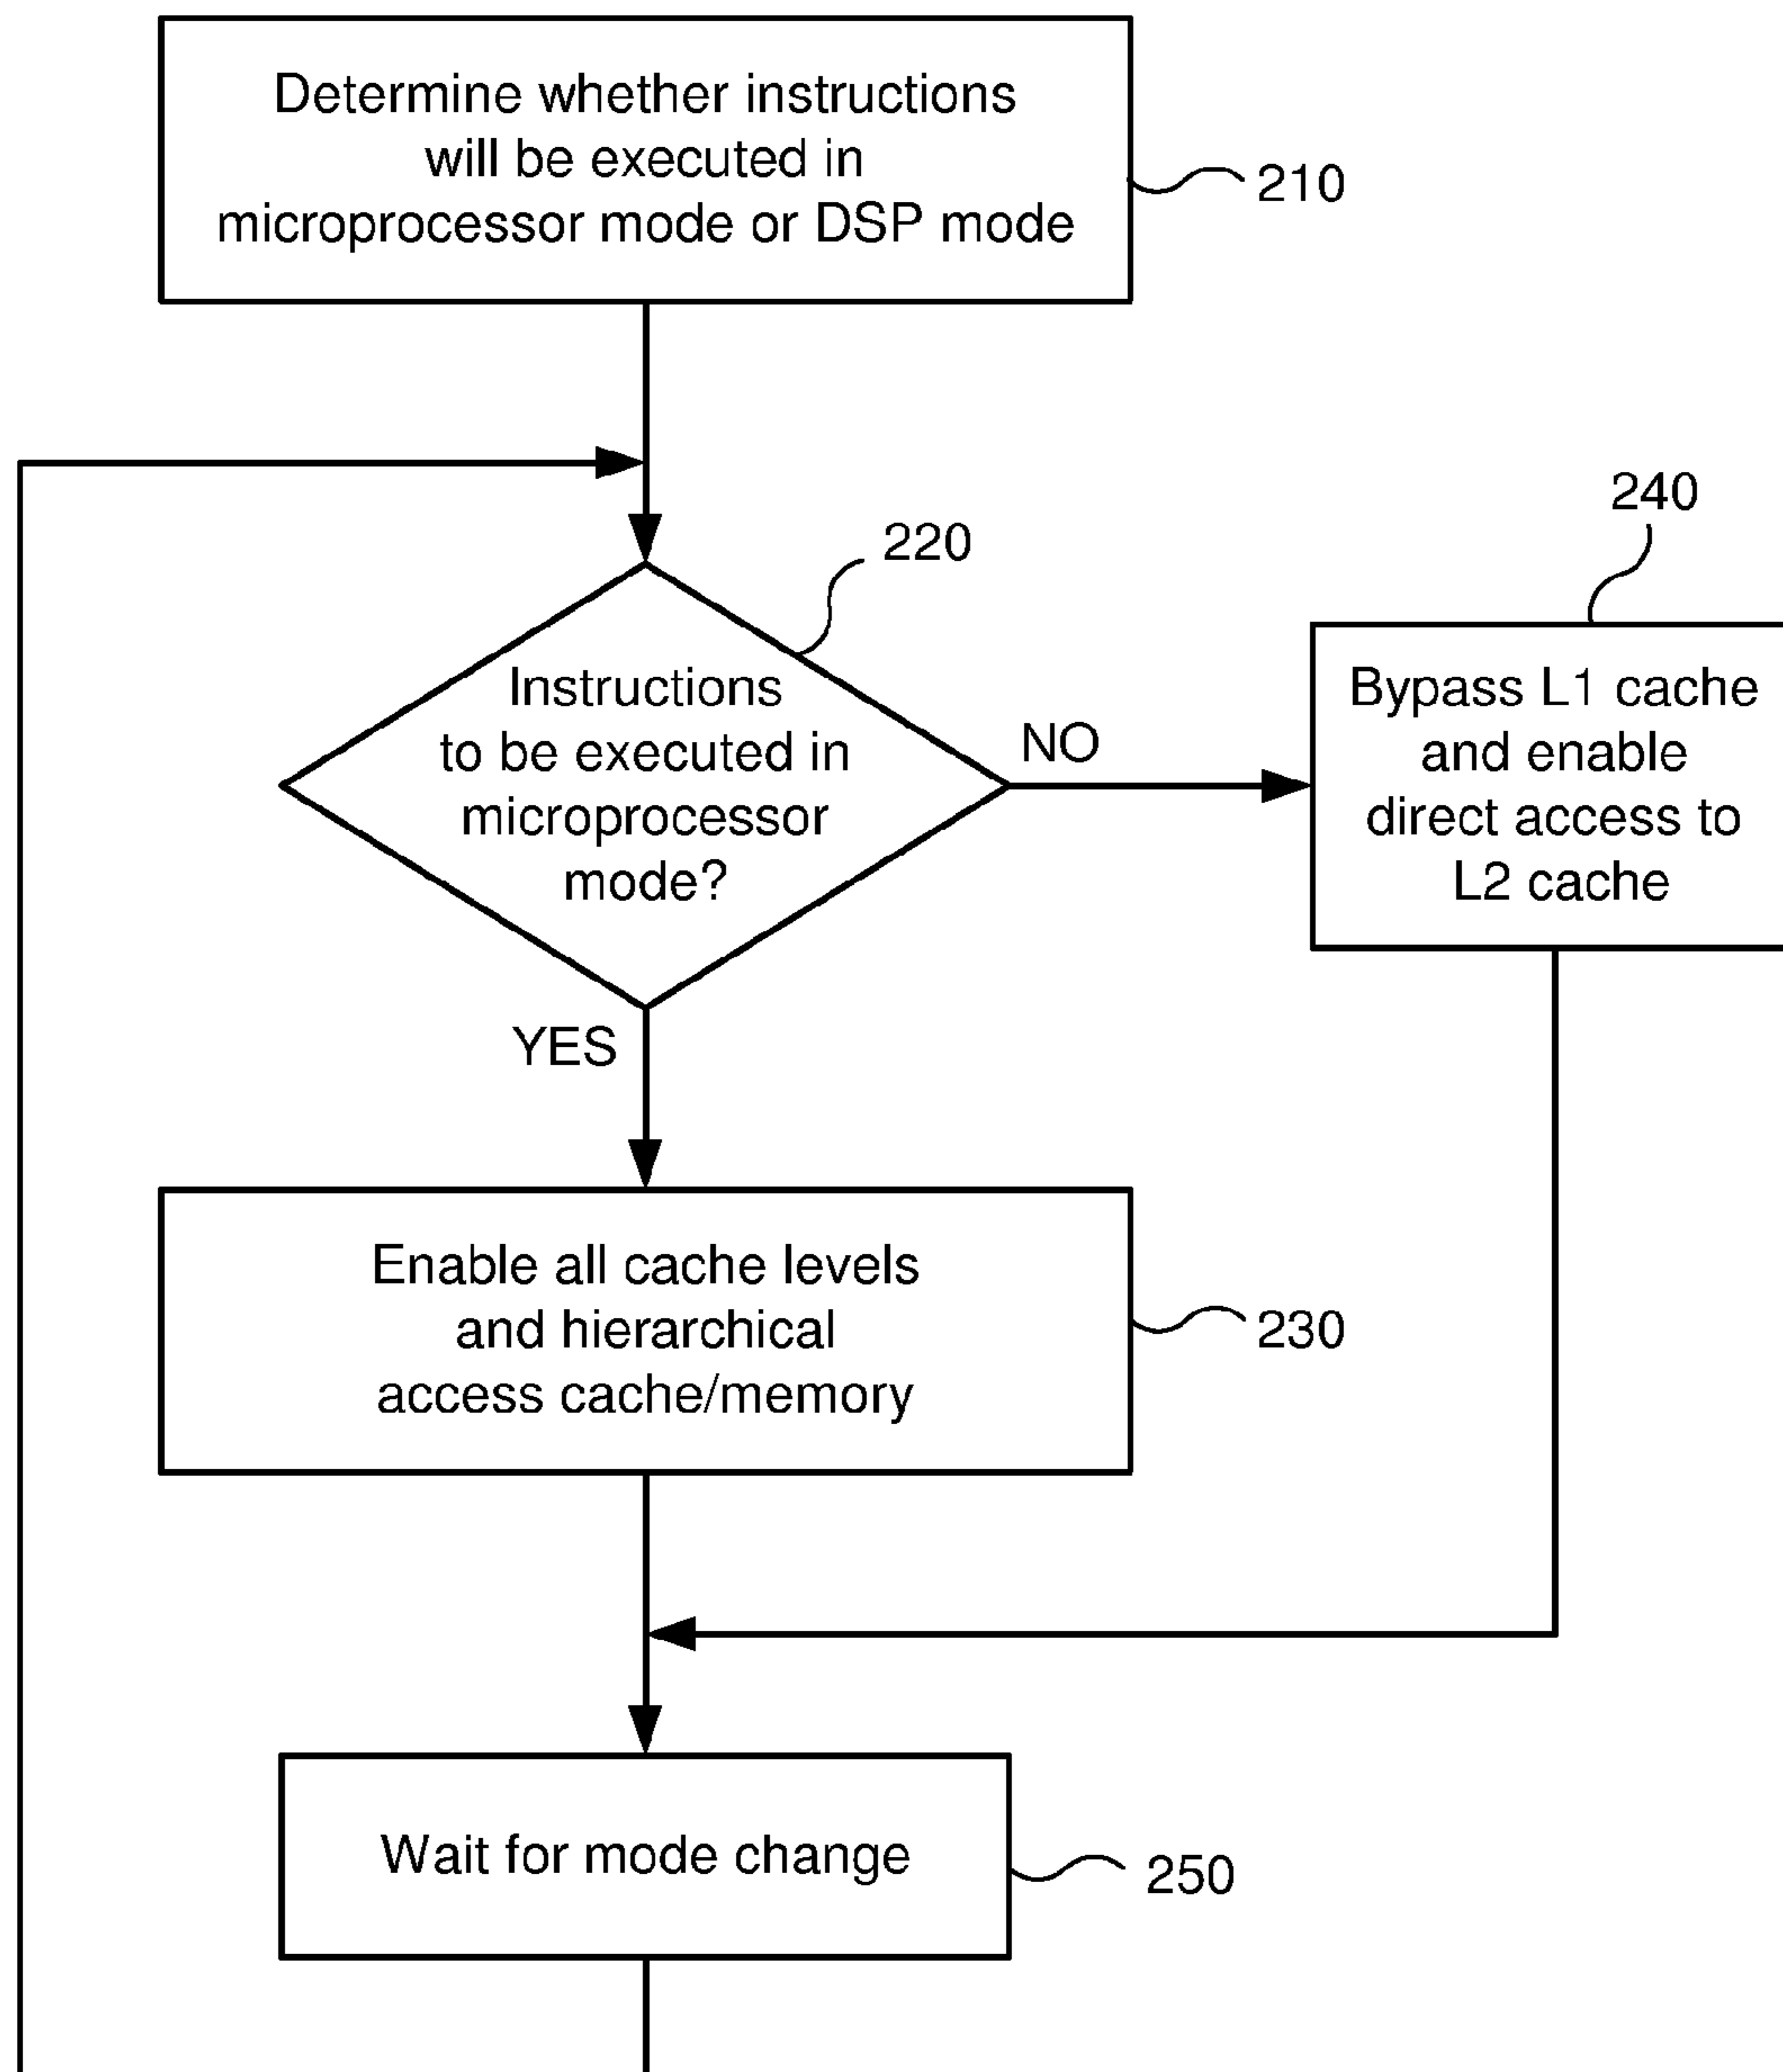 Determine whether instructions
will be executed in
microprocessor mode or DSP mode
210
220
240
Instructions
to be executed in
microprocessor
mode?
NO
Bypass L1 cache
and enable
direct access to
L2 cache
YES
Enable all cache levels
and hierarchical
access cache/memory
230
Wait for mode change
250